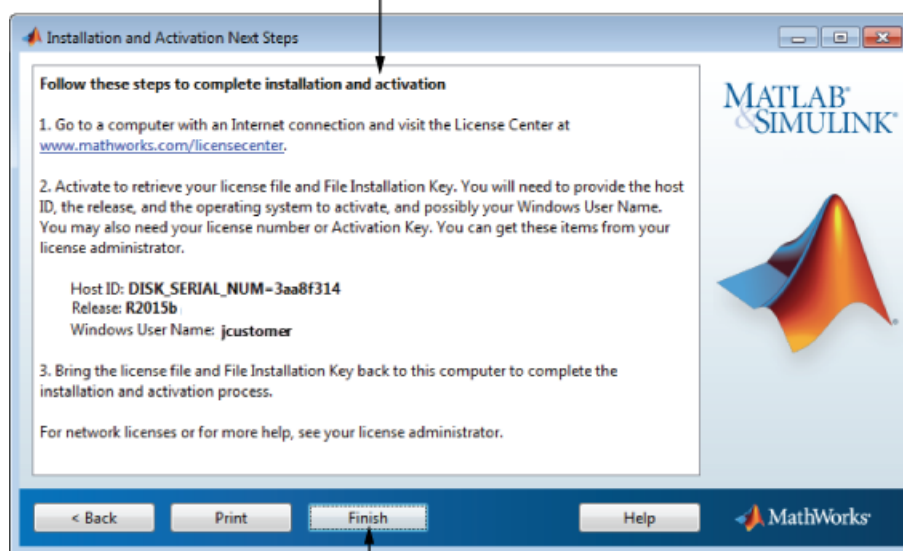 Installation and Activation Next Steps
Follow these steps to complete installation and activation
1. Go to a computer with an Internet connection and visit the License Center at
www.mathworks.com/licensecenter.
2. Activate to retrieve your license file and File Installation Key. You will need to provide the host
ID, the release, and the operating system to activate, and possibly your Windows User Name.
You may also need your license number or Activation Key. You can get these items from your
license administrator.
Host ID: DISK_SERIAL_NUM=3aa8f314
Release: R2015b
Windows User Name: jcustomer
3. Bring the license file and File Installation Key back to this computer to complete the
installation and activation process.
For network licenses or for more help, see your license administrator.
MATLAB®
&SIMULINK®
< Back
Print
Finish
Help
MathWorks®